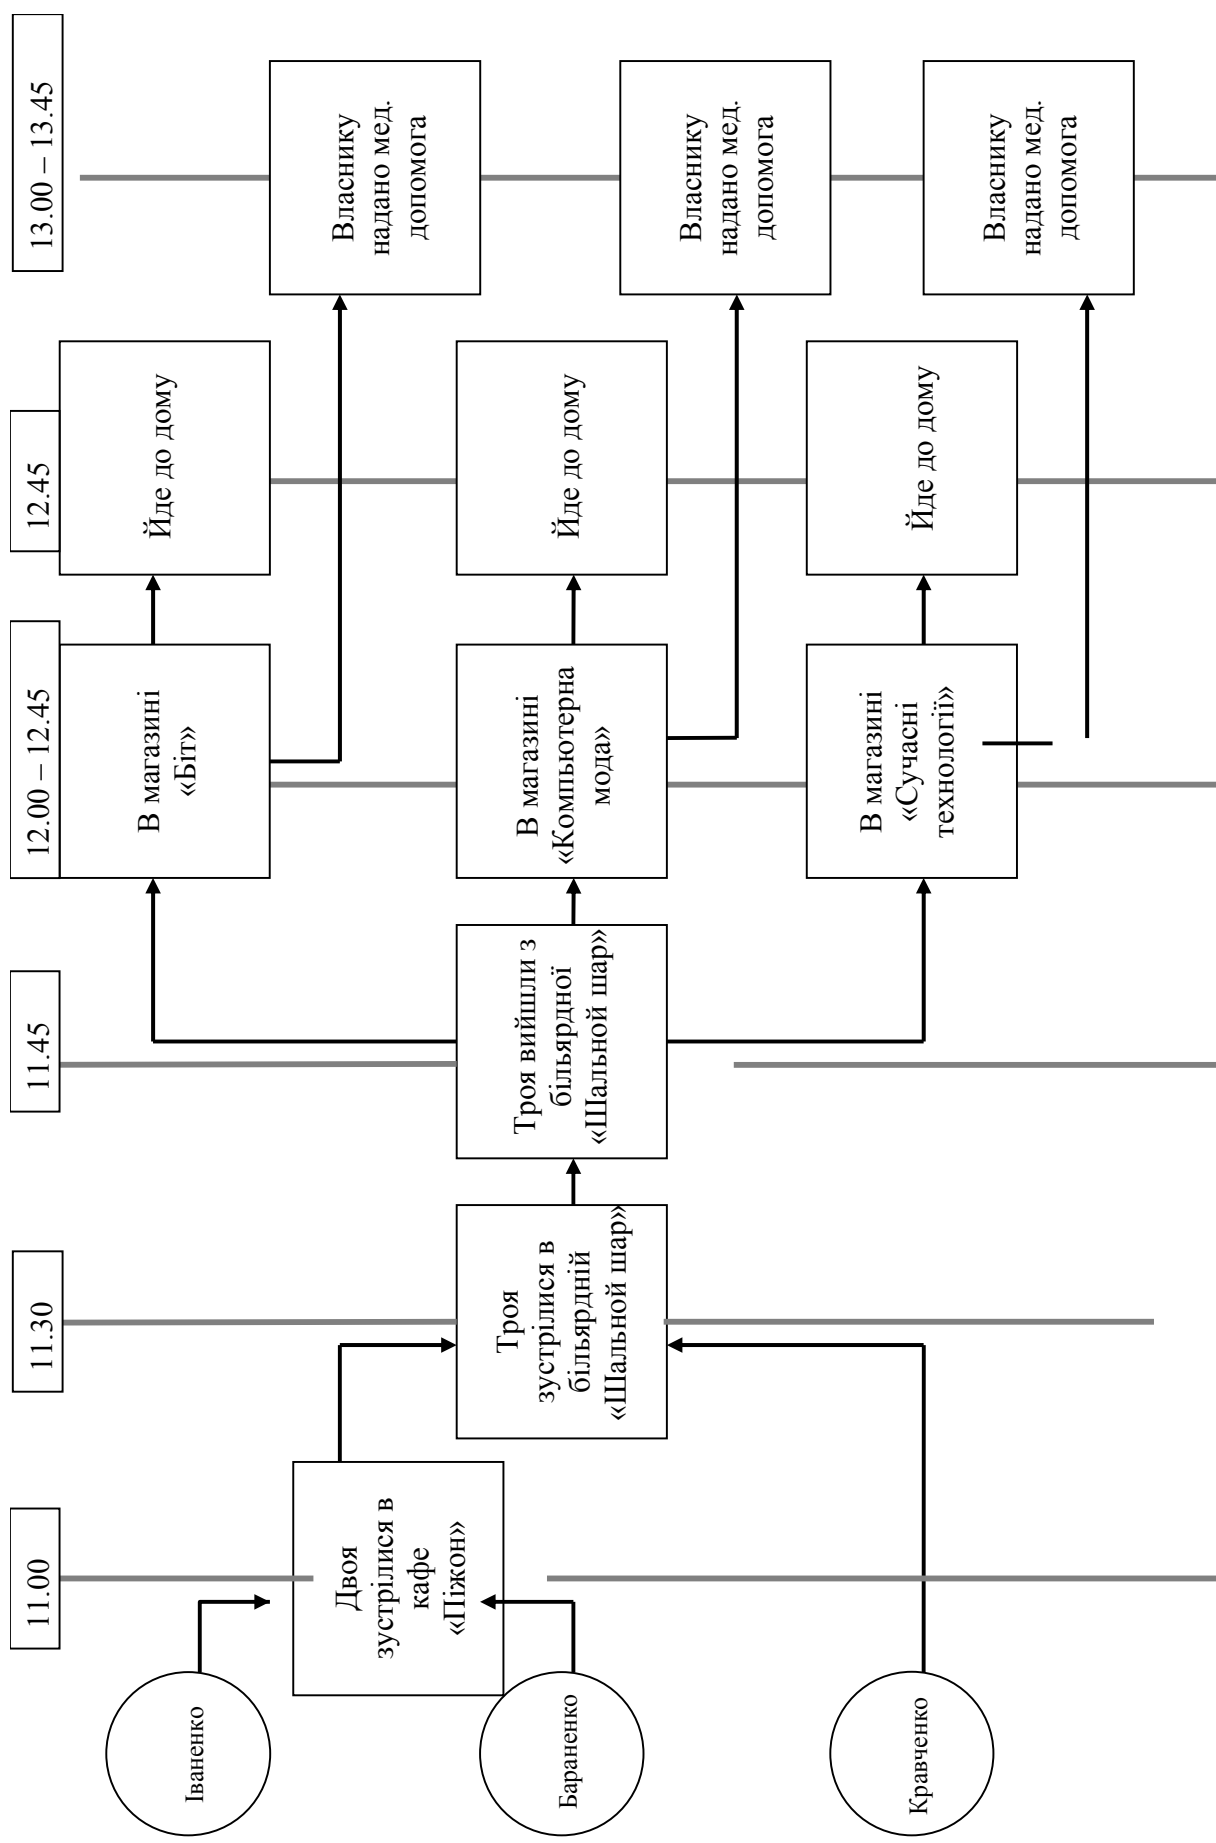 11.00
11.30
11.45
12.00 – 12.45
12.45
13.00 – 13.45
Іваненко
Бараненко
Кравченко
Двоя
зустрілися в
кафе
«Піжон»
Троя
зустрілися в
більярдній
«Шальной шар»
Троя вийшли з
більярдної
«Шальной шар»
В магазині
«Біт»
Йде до дому
Власнику
надано мед.
допомога
В магазині
«Компьютерна
мода»
Йде до дому
Власнику
надано мед.
допомога
В магазині
«Сучасні
технології»
Йде до дому
Власнику
надано мед.
допомога